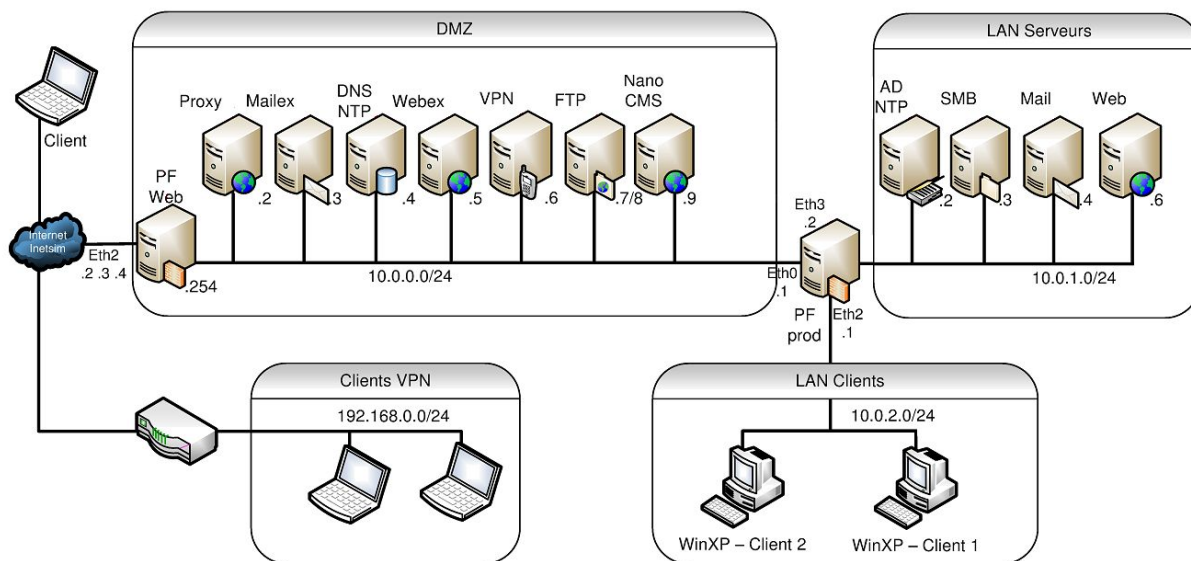 DMZ
LAN Serveurs
Client
Proxy
Mailex
DNS
NTP
Webex
VPN
FTP
Nano
CMS
AD
NTP
SMB
Mail
Web
PF
Web
.2
.3
.4
.5
.6
.7/8
.9
.2
.3
.4
.6
Internet
Inetsim
Eth2
.2 .3 .4
.254
10.0.0.0/24
Eth3
.2
Eth0
.1
10.0.1.0/24
PF
prod
Eth2
.1
Clients VPN
192.168.0.0/24
LAN Clients
10.0.2.0/24
WinXP – Client 2
WinXP – Client 1